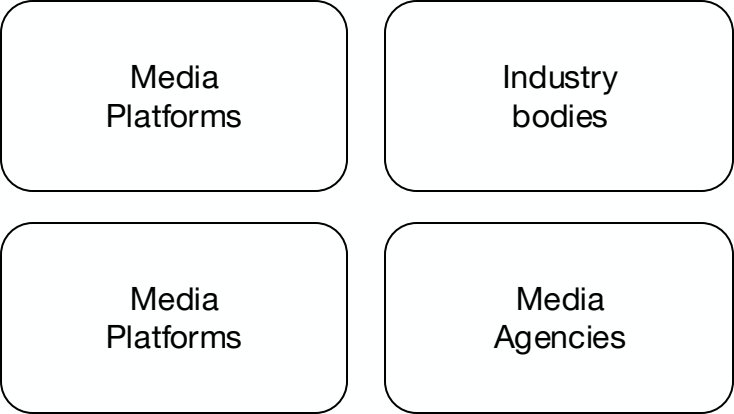 Media
Platforms
Industry
bodies
Media
Platforms
Media
Agencies